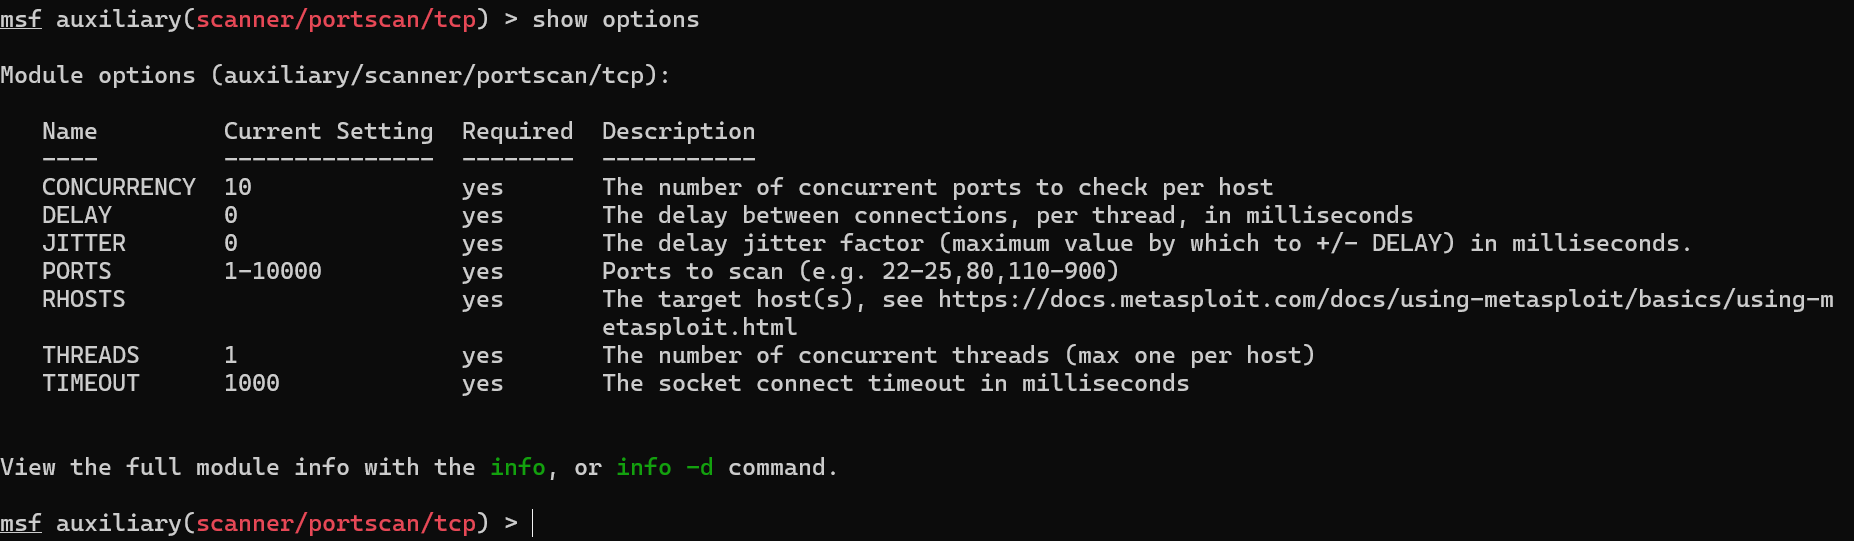 msf auxiliary(scanner/portscan/tcp) > show options
Module options (auxiliary/scanner/portscan/tcp):
Name         Current Setting  Required  Description
----         ---------------  --------  -----------
CONCURRENCY  10               yes       The number of concurrent ports to check per host
DELAY        0                yes       The delay between connections, per thread, in milliseconds
JITTER       0                yes       The delay jitter factor (maximum value by which to +/- DELAY) in milliseconds.
PORTS        1-10000          yes       Ports to scan (e.g. 22-25,80,110-900)
RHOSTS                        yes       The target host(s), see https://docs.metasploit.com/docs/using-metasploit/basics/using-m
etasploit.html
THREADS      1                yes       The number of concurrent threads (max one per host)
TIMEOUT      1000             yes       The socket connect timeout in milliseconds
View the full module info with the info, or info -d command.
msf auxiliary(scanner/portscan/tcp) >